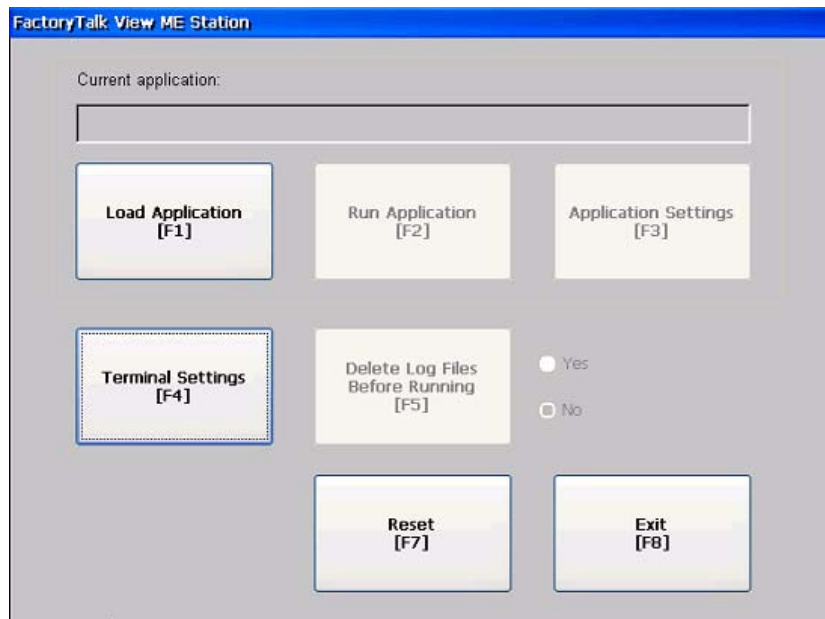 FactoryTalk View ME Station
Current application:
Load Application
[F1]
Run Application
[F2]
Application Settings
[F3]
Terminal Settings
[F4]
Delete Log Files
Before Running
[F5]
Yes
No
Reset
[F7]
Exit
[F8]